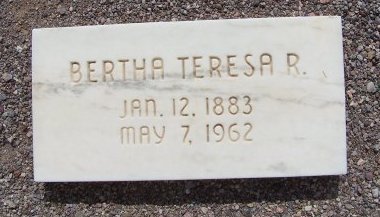 BERTHA TERESA R.
JAN. 12, 1883
MAY 7, 1962